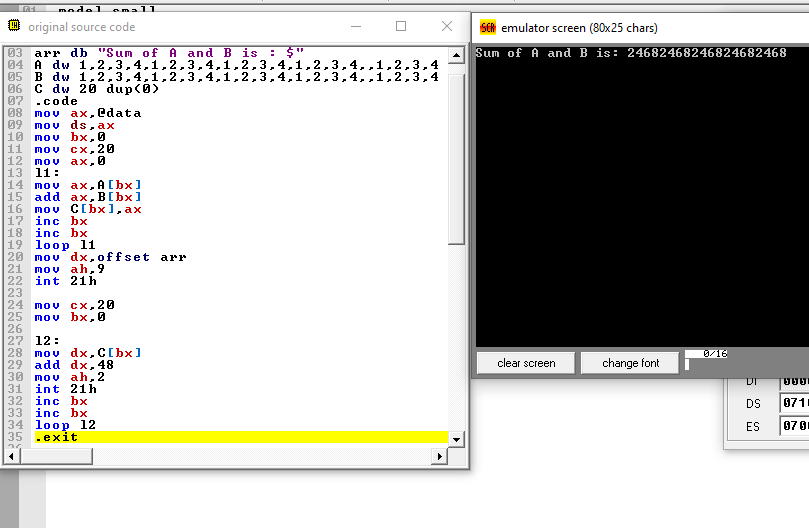 01 .model small
original source code
03 arr db "Sum of A and B is : $"
04 A dw 1,2,3,4,1,2,3,4,1,2,3,4,1,2,3,4,,1,2,3,4
05 B dw 1,2,3,4,1,2,3,4,1,2,3,4,1,2,3,4,,1,2,3,4
06 C dw 20 dup(0)
07 .code
08 mov ax,@data
09 mov ds,ax
10 mov bx,0
11 mov cx,20
12 mov ax,0
13 l1:
14 mov ax,A[bx]
15 add ax,B[bx]
16 mov C[bx],ax
17 inc bx
18 inc bx
19 loop l1
20 mov dx,offset arr
21 mov ah,9
22 int 21h
23
24 mov cx,20
25 mov bx,0
26
27 l2:
28 mov dx,C[bx]
29 add dx,48
30 mov ah,2
31 int 21h
32 inc bx
33 inc bx
34 loop l2
35 .exit
SCR emulator screen (80x25 chars)
Sum of A and B is: 24682468246824682468
clear screen
change font
0/16
DI
DS
ES